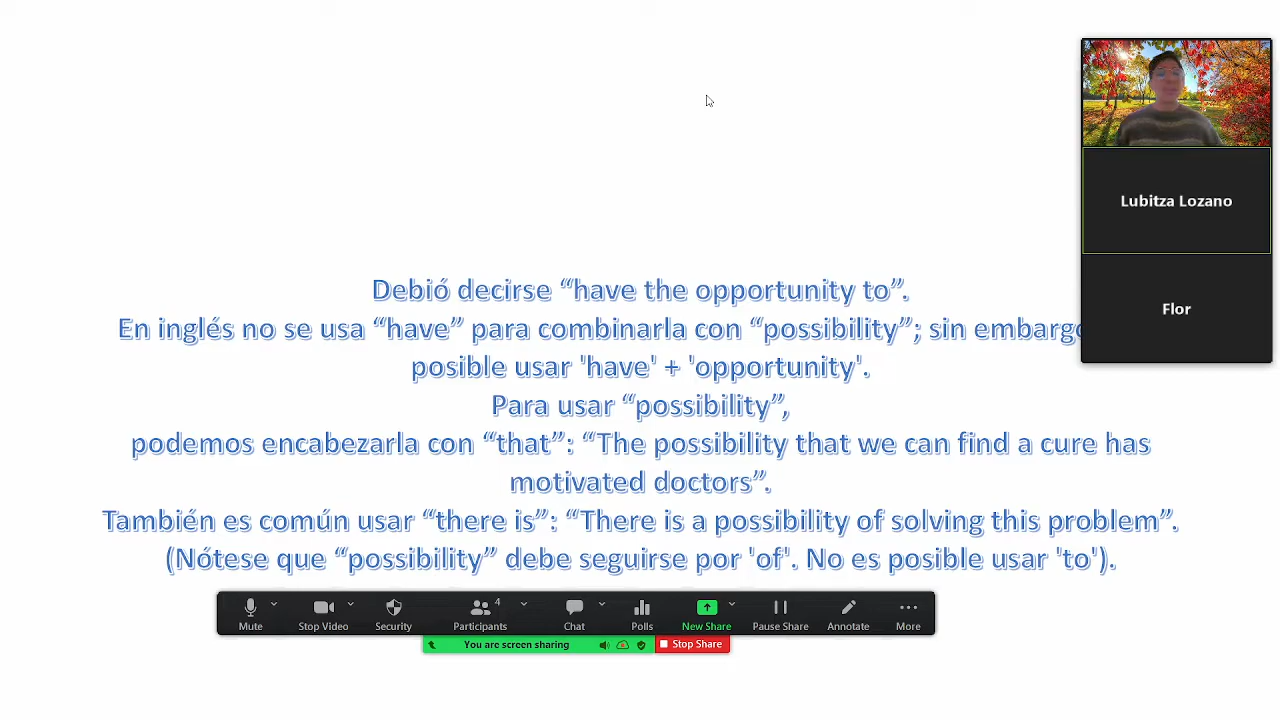 Debió decirse “have the opportunity to”.
En inglés no se usa “have” para combinarla con “possibility”; sin embargo
posible usar 'have' + 'opportunity'.
Para usar “possibility”,
podemos encabezarla con “that”: “The possibility that we can find a cure has
motivated doctors”.
También es común usar “there is”: “There is a possibility of solving this problem”.
(Nótese que “possibility” debe seguirse por 'of'. No es posible usar 'to').
Lubitza Lozano
Flor
4
Mute Stop Video Security Participants Chat Polls New Share Pause Share Annotate More
You are screen sharing Stop Share